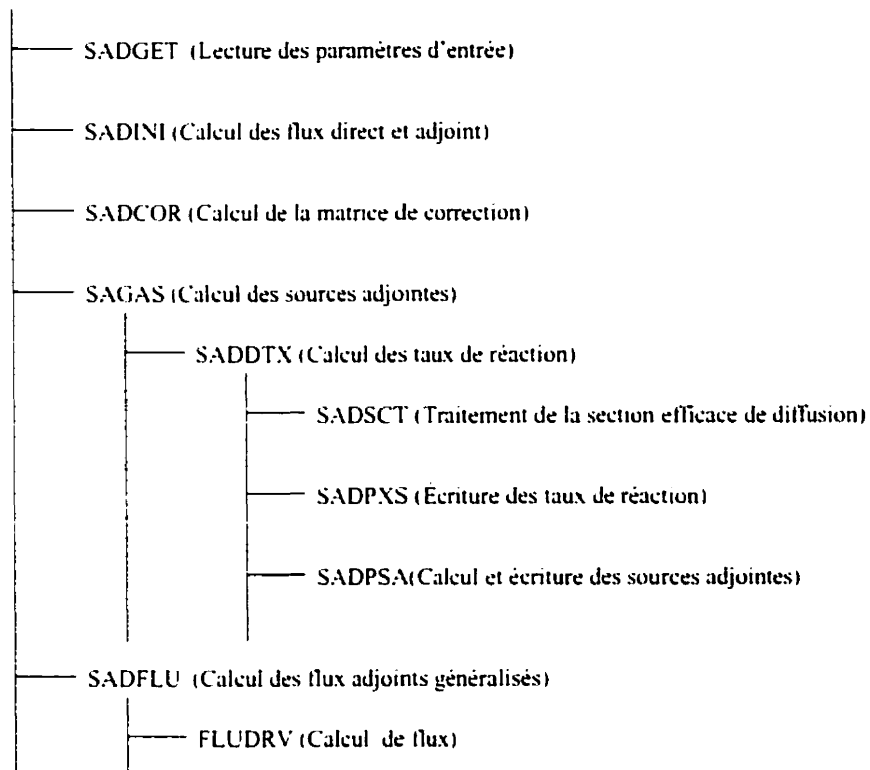 SADGET (Lecture des paramètres d'entrée)
SADINI (Calcul des flux direct et adjoint)
SADCOR (Calcul de la matrice de correction)
SAGAS (Calcul des sources adjointes)
SADDTX (Calcul des taux de réaction)
SADSCT (Traitement de la section efficace de diffusion)
SADPXS (Écriture des taux de réaction)
SADPSA(Calcul et écriture des sources adjointes)
SADFLU (Calcul des flux adjoints généralisés)
FLUDRV (Calcul de flux)